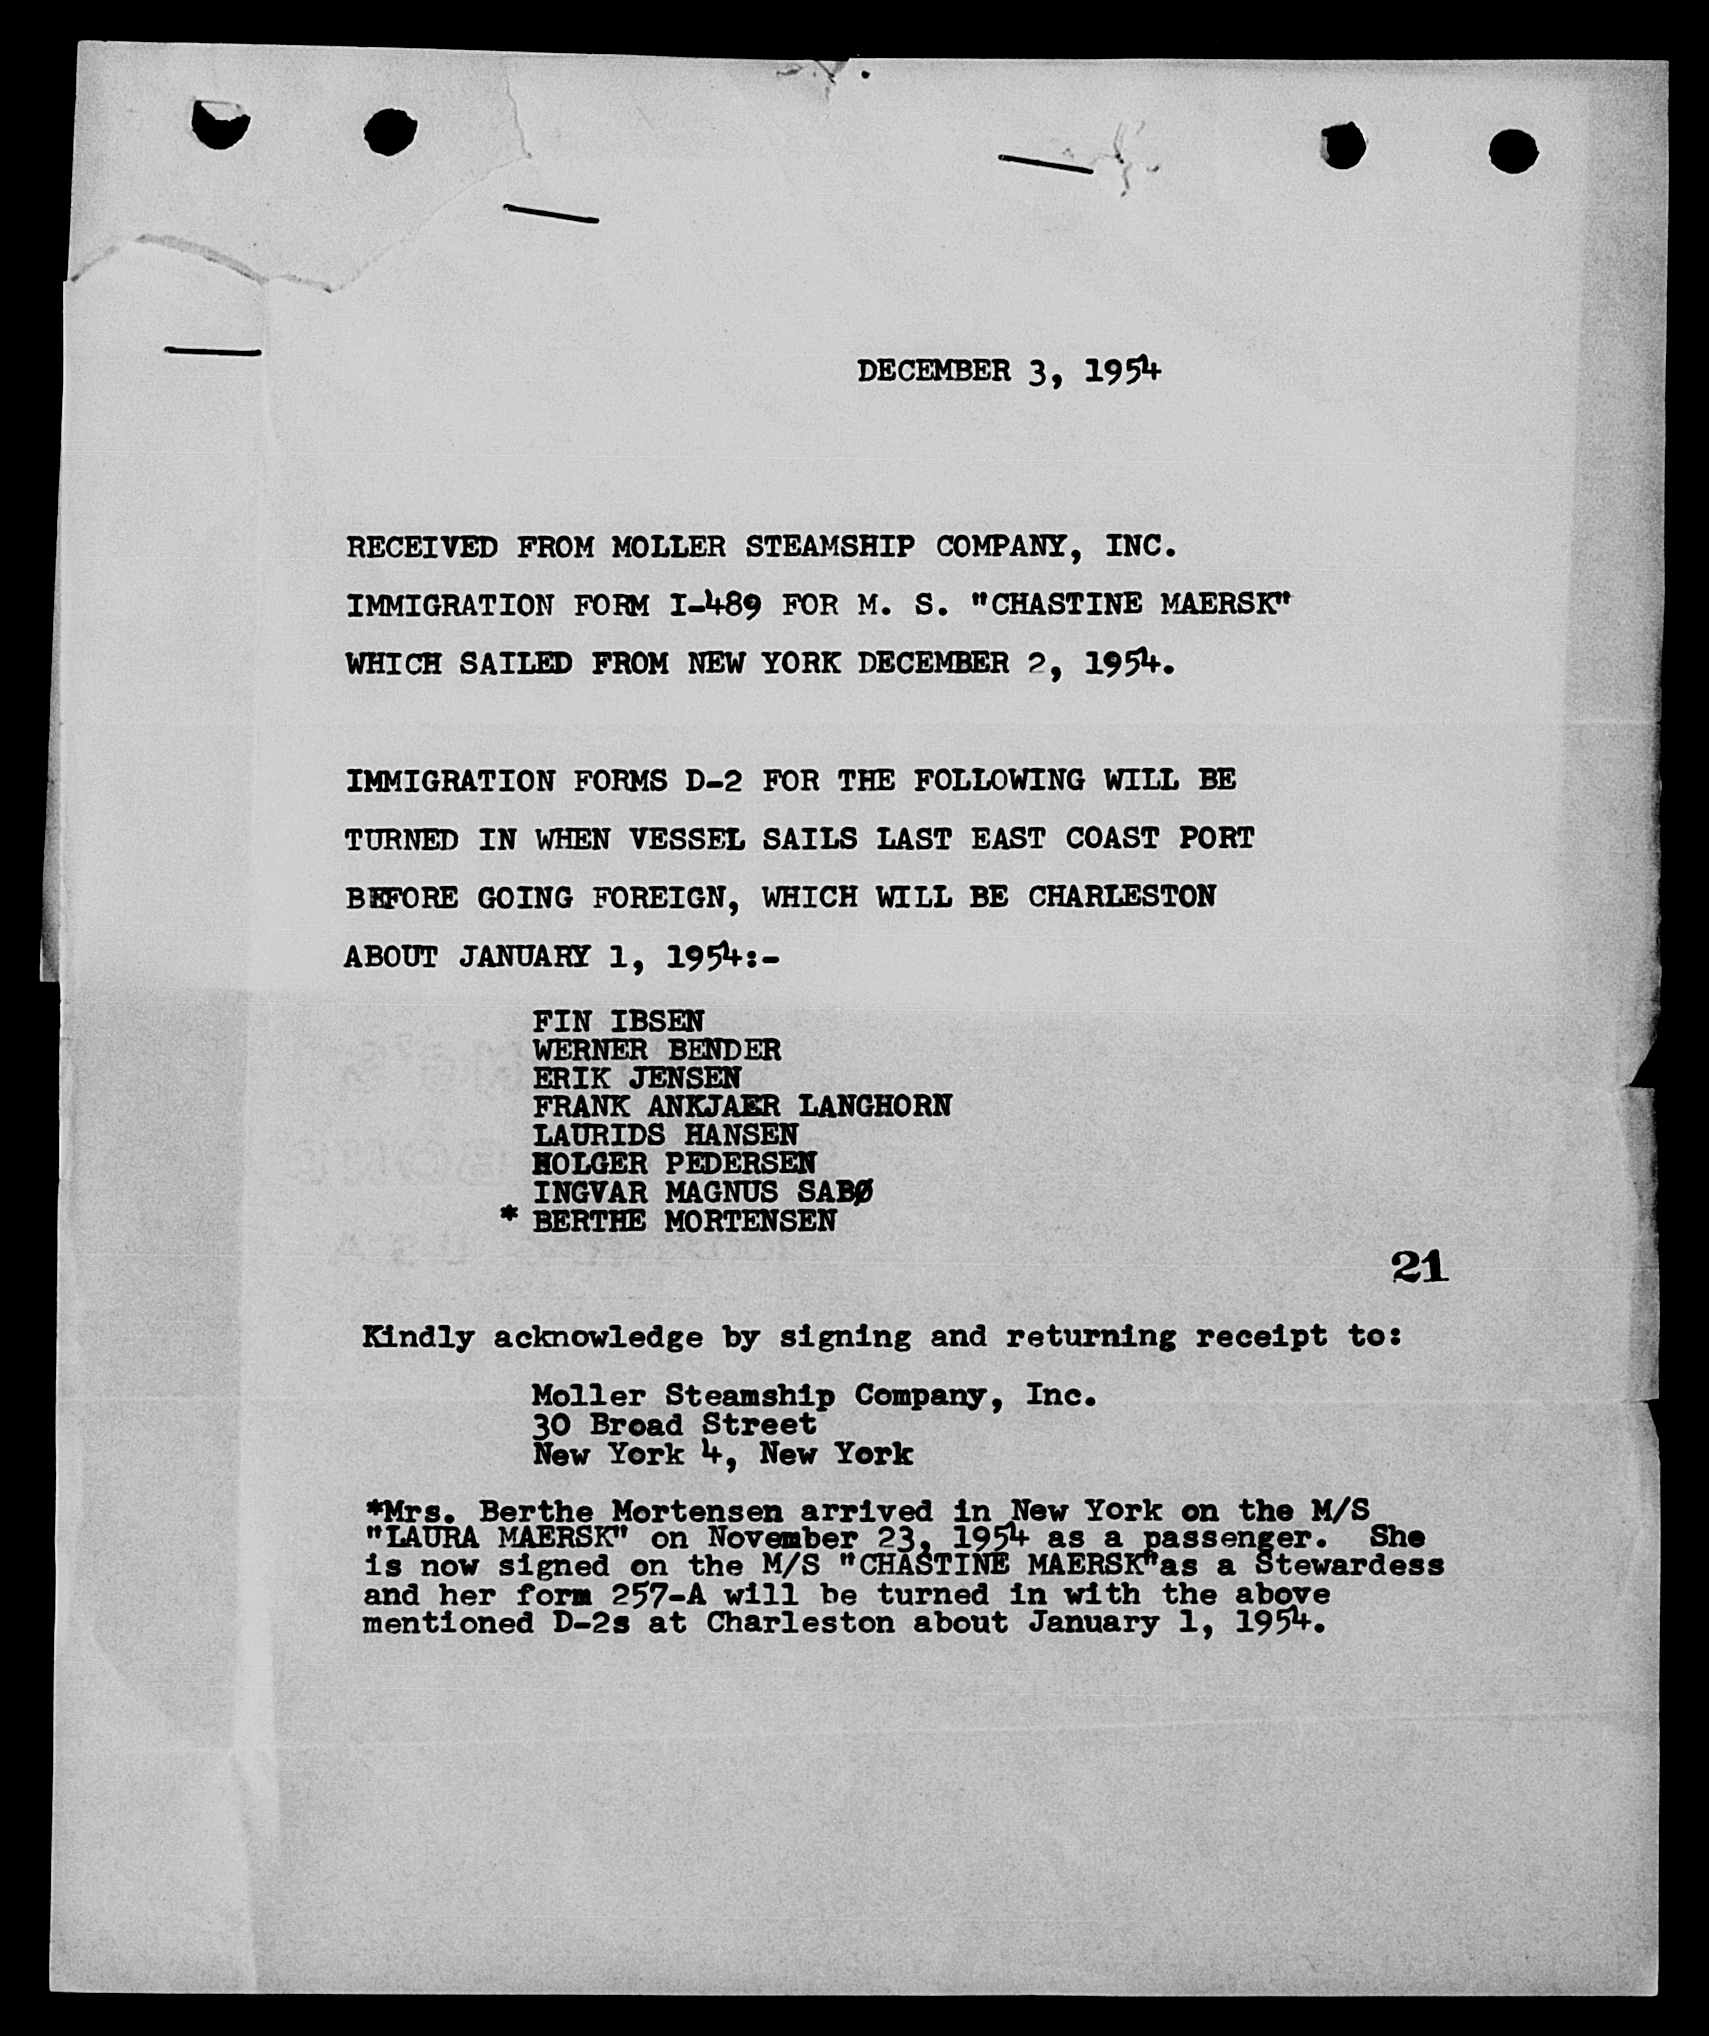 DECEMBER 3, 1954
RECEIVED FROM MOLLER STEAMSHIP COMPANY, INC.
IMMIGRATION FORM I-489 FOR M. S. "CHASTINE MAERSK"
WHICH SAILED FROM NEW YORK DECEMBER 2, 1954.
IMMIGRATION FORMS D-2 FOR THE FOLLOWING WILL BE
TURNED IN WHEN VESSEL SAILS LAST EAST COAST PORT
BEFORE GOING FOREIGN, WHICH WILL BE CHARLESTON
ABOUT JANUARY 1, 1954:-
FIN IBSEN
WERNER BENDER
ERIK JENSEN
FRANK ANKJAER LANGHORN
LAURIDS HANSEN
HOLGER PEDERSEN
INGVAR MAGNUS SABØ
* BERTHE MORTENSEN
21
Kindly acknowledge by signing and returning receipt to:
Moller Steamship Company, Inc.
30 Broad Street
New York 4, New York
*Mrs. Berthe Mortensen arrived in New York on the M/S
"LAURA MAERSK" on November 23, 1954 as a passenger. She
is now signed on the M/S "CHASTINE MAERSK"as a Stewardess
and her form 257-A will be turned in with the above
mentioned D-2s at Charleston about January 1, 1954.